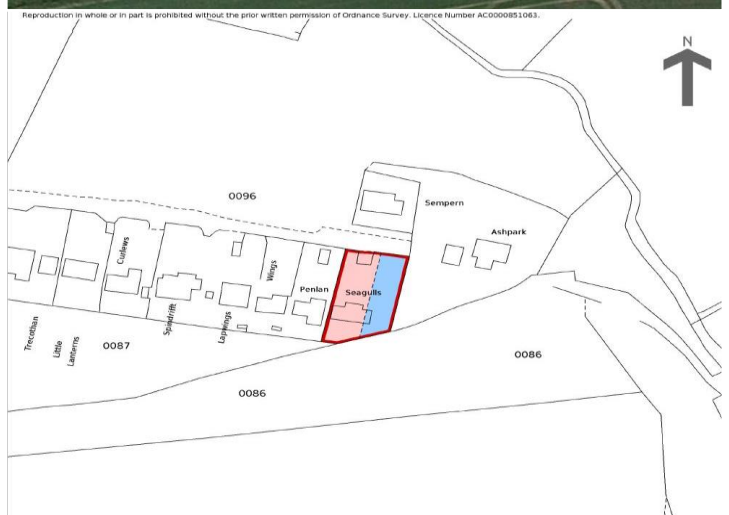 Reproduction in whole or in part is prohibited without the prior written permission of Ordnance Survey. Licence Number AC0000851063.
N
0096
Sempern
Ashpark
Curlews
Wings
Penlan
Seagulls
Trecothan
Little
Lanterns
0087
Spindrift
Lapwings
0086
0086